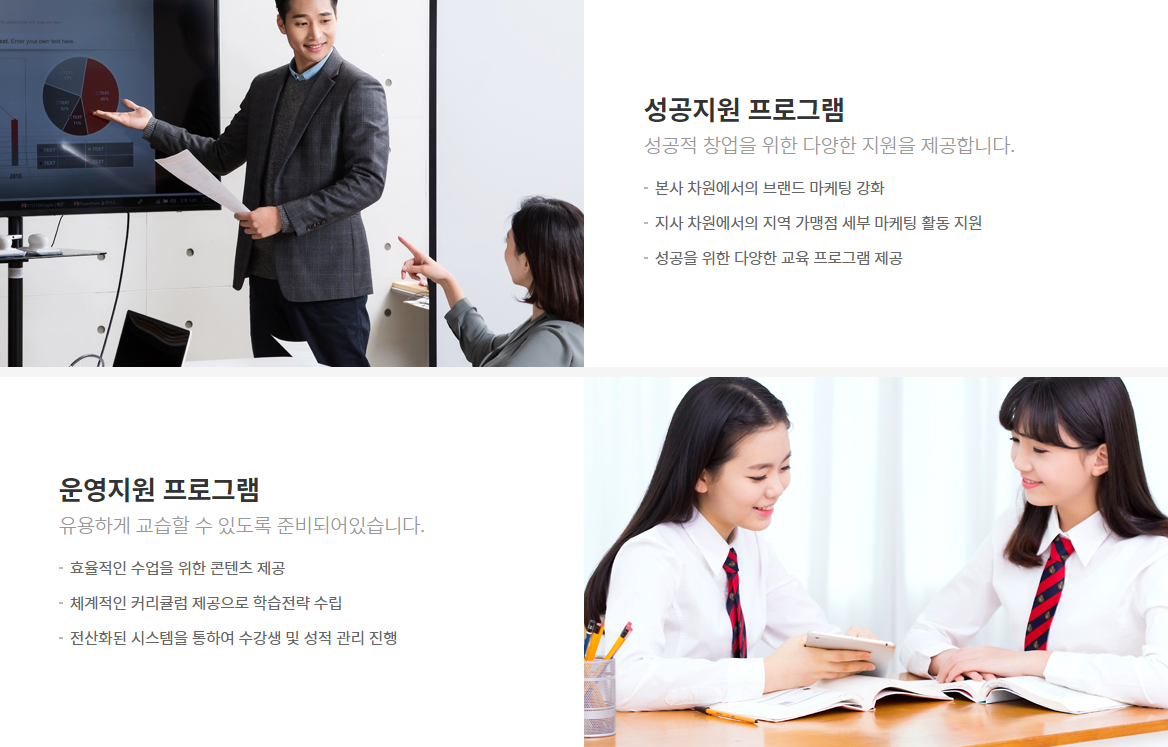 성공지원 프로그램
성공적 창업을 위한 다양한 지원을 제공합니다.
- 본사 차원에서의 브랜드 마케팅 강화
- 지사 차원에서의 지역 가맹점 세부 마케팅 활동 지원
- 성공을 위한 다양한 교육 프로그램 제공
운영지원 프로그램
유용하게 교습할 수 있도록 준비되어있습니다.
- 효율적인 수업을 위한 콘텐츠 제공
- 체계적인 커리큘럼 제공으로 학습전략 수립
- 전산화된 시스템을 통하여 수강생 및 성적 관리 진행